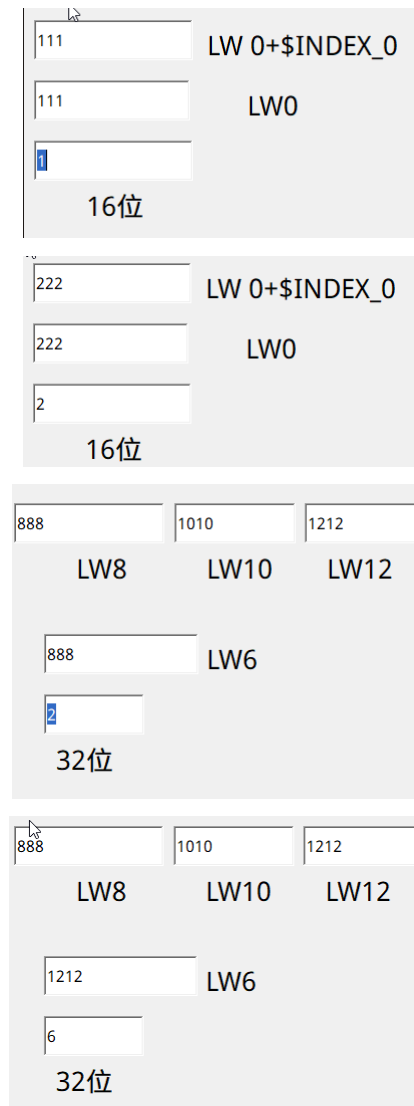 111 LW 0+$INDEX_0
111 LW0
1
16位
222 LW 0+$INDEX_0
222 LW0
2
16位
888 1010 1212
LW8 LW10 LW12
888 LW6
2
32位
888 1010 1212
LW8 LW10 LW12
1212 LW6
6
32位